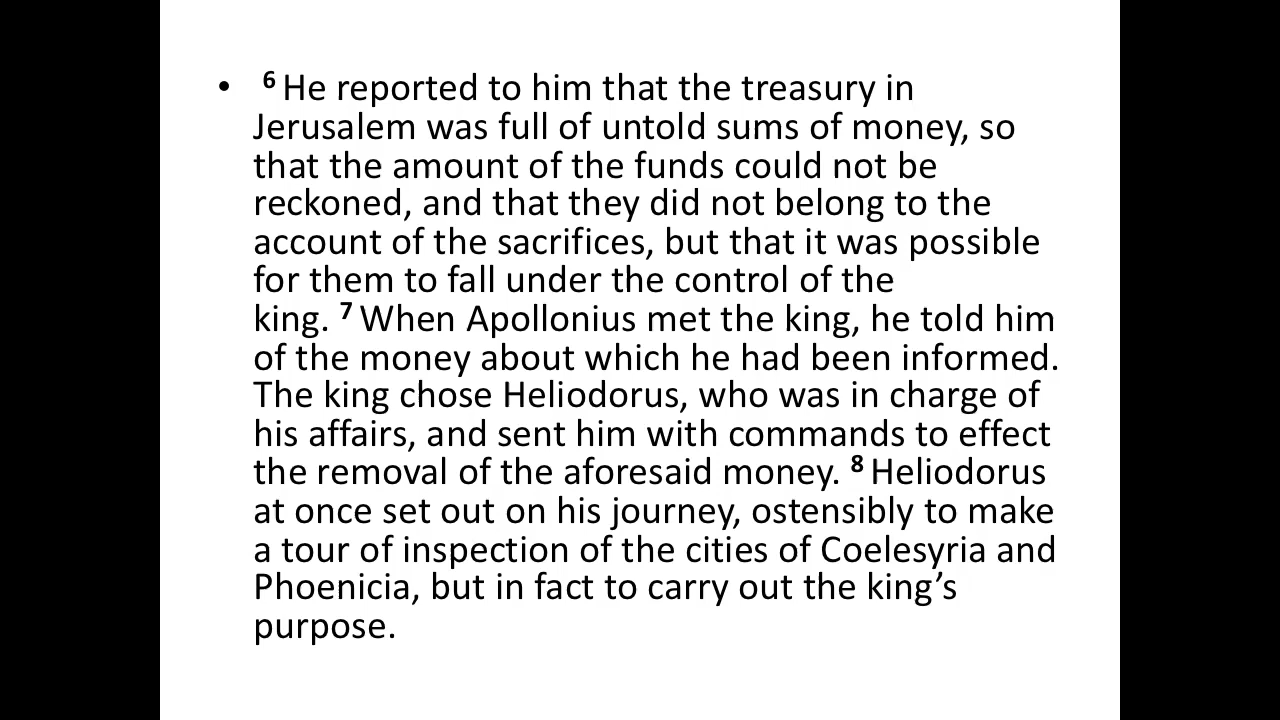 • ⁶ He reported to him that the treasury in
Jerusalem was full of untold sums of money, so
that the amount of the funds could not be
reckoned, and that they did not belong to the
account of the sacrifices, but that it was possible
for them to fall under the control of the
king. ⁷ When Apollonius met the king, he told him
of the money about which he had been informed.
The king chose Heliodorus, who was in charge of
his affairs, and sent him with commands to effect
the removal of the aforesaid money. ⁸ Heliodorus
at once set out on his journey, ostensibly to make
a tour of inspection of the cities of Coelesyria and
Phoenicia, but in fact to carry out the king’s
purpose.